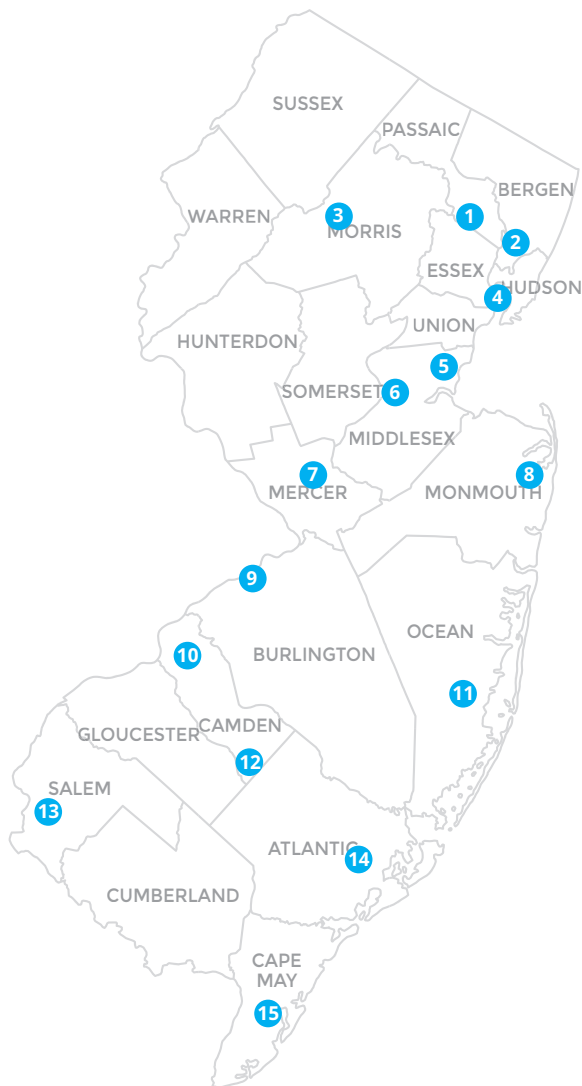 SUSSEX
PASSAIC
BERGEN
WARREN
3
MORRIS
1
2
ESSEX
4
HUDSON
UNION
HUNTERDON
5
SOMERSET
6
MIDDLESEX
7
MERCER
8
MONMOUTH
9
OCEAN
10
BURLINGTON
11
CAMDEN
GLOUCESTER
12
SALEM
13
ATLANTIC
14
CUMBERLAND
CAPE
MAY
15